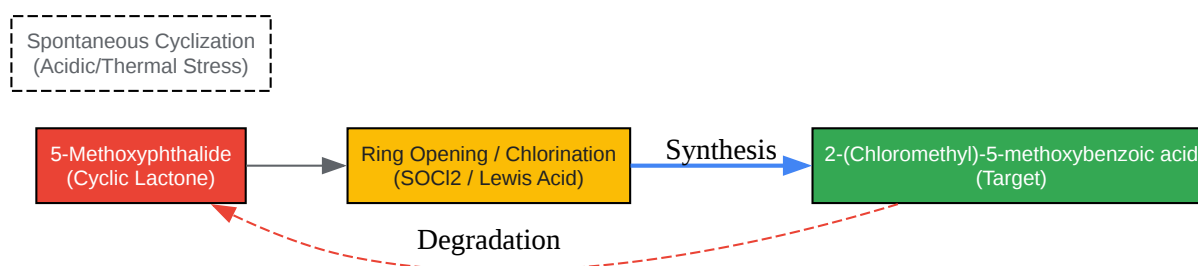 Spontaneous Cyclization
(Acidic/Thermal Stress)
5-Methoxyphthalide
(Cyclic Lactone)
Ring Opening / Chlorination
(SOCl2 / Lewis Acid)
Synthesis
2-(Chloromethyl)-5-methoxybenzoic acid
(Target)
Degradation